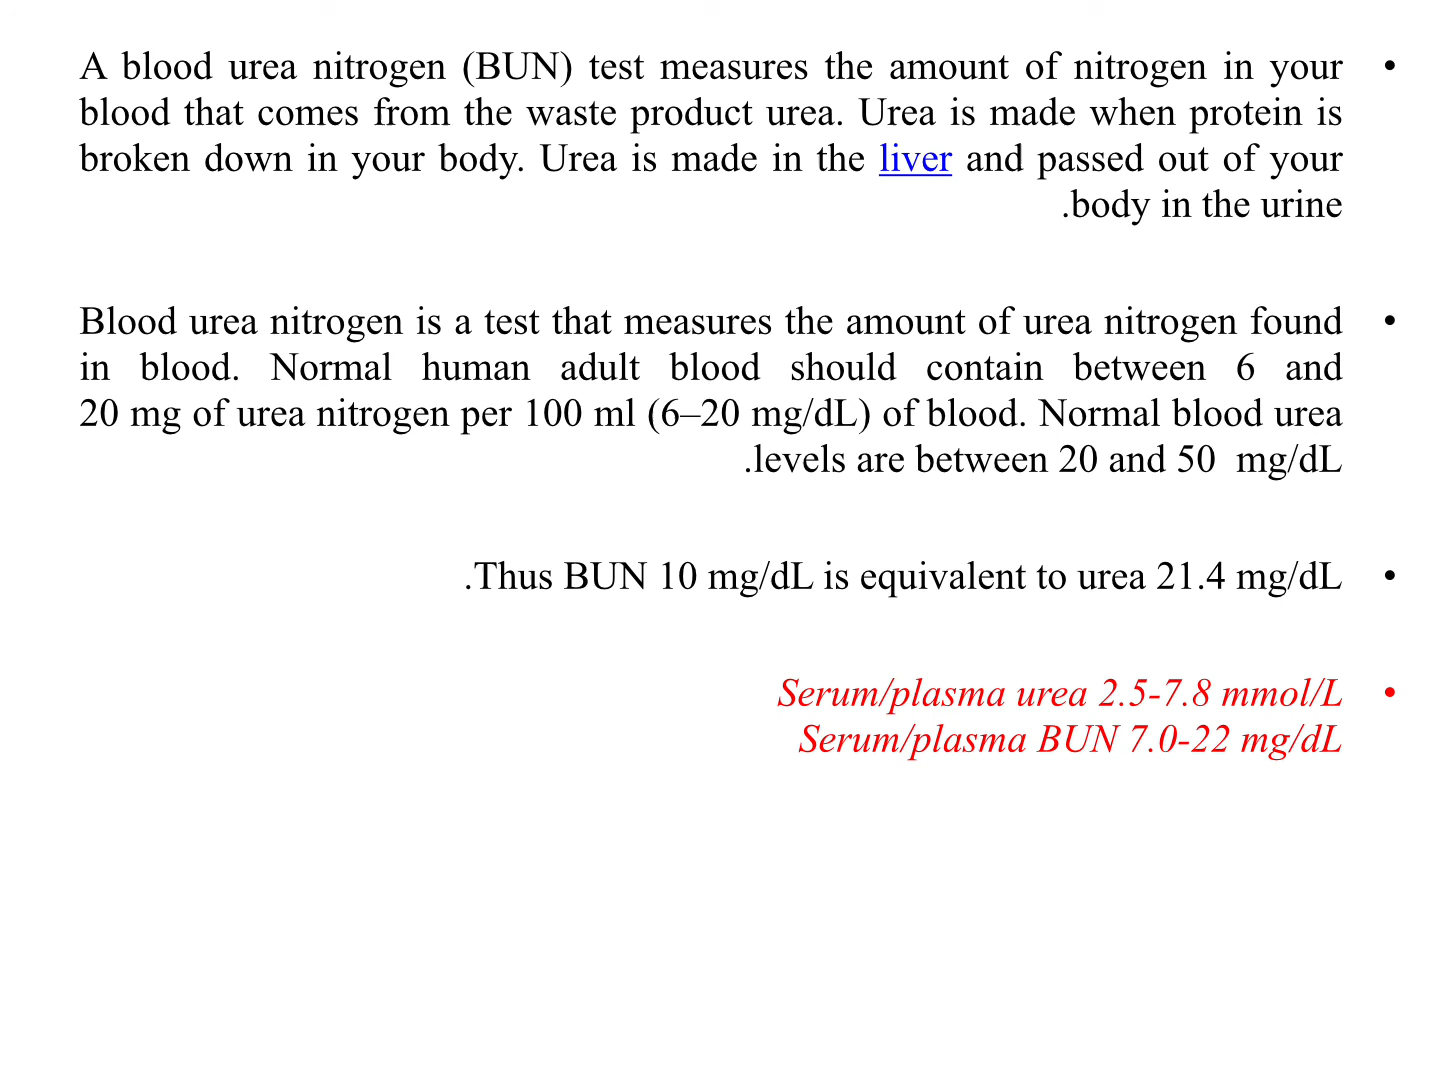 • A blood urea nitrogen (BUN) test measures the amount of nitrogen in your
blood that comes from the waste product urea. Urea is made when protein is
broken down in your body. Urea is made in the liver and passed out of your
.body in the urine
• Blood urea nitrogen is a test that measures the amount of urea nitrogen found
in blood. Normal human adult blood should contain between 6 and
20 mg of urea nitrogen per 100 ml (6–20 mg/dL) of blood. Normal blood urea
.levels are between 20 and 50 mg/dL
• .Thus BUN 10 mg/dL is equivalent to urea 21.4 mg/dL
• Serum/plasma urea 2.5-7.8 mmol/L
Serum/plasma BUN 7.0-22 mg/dL